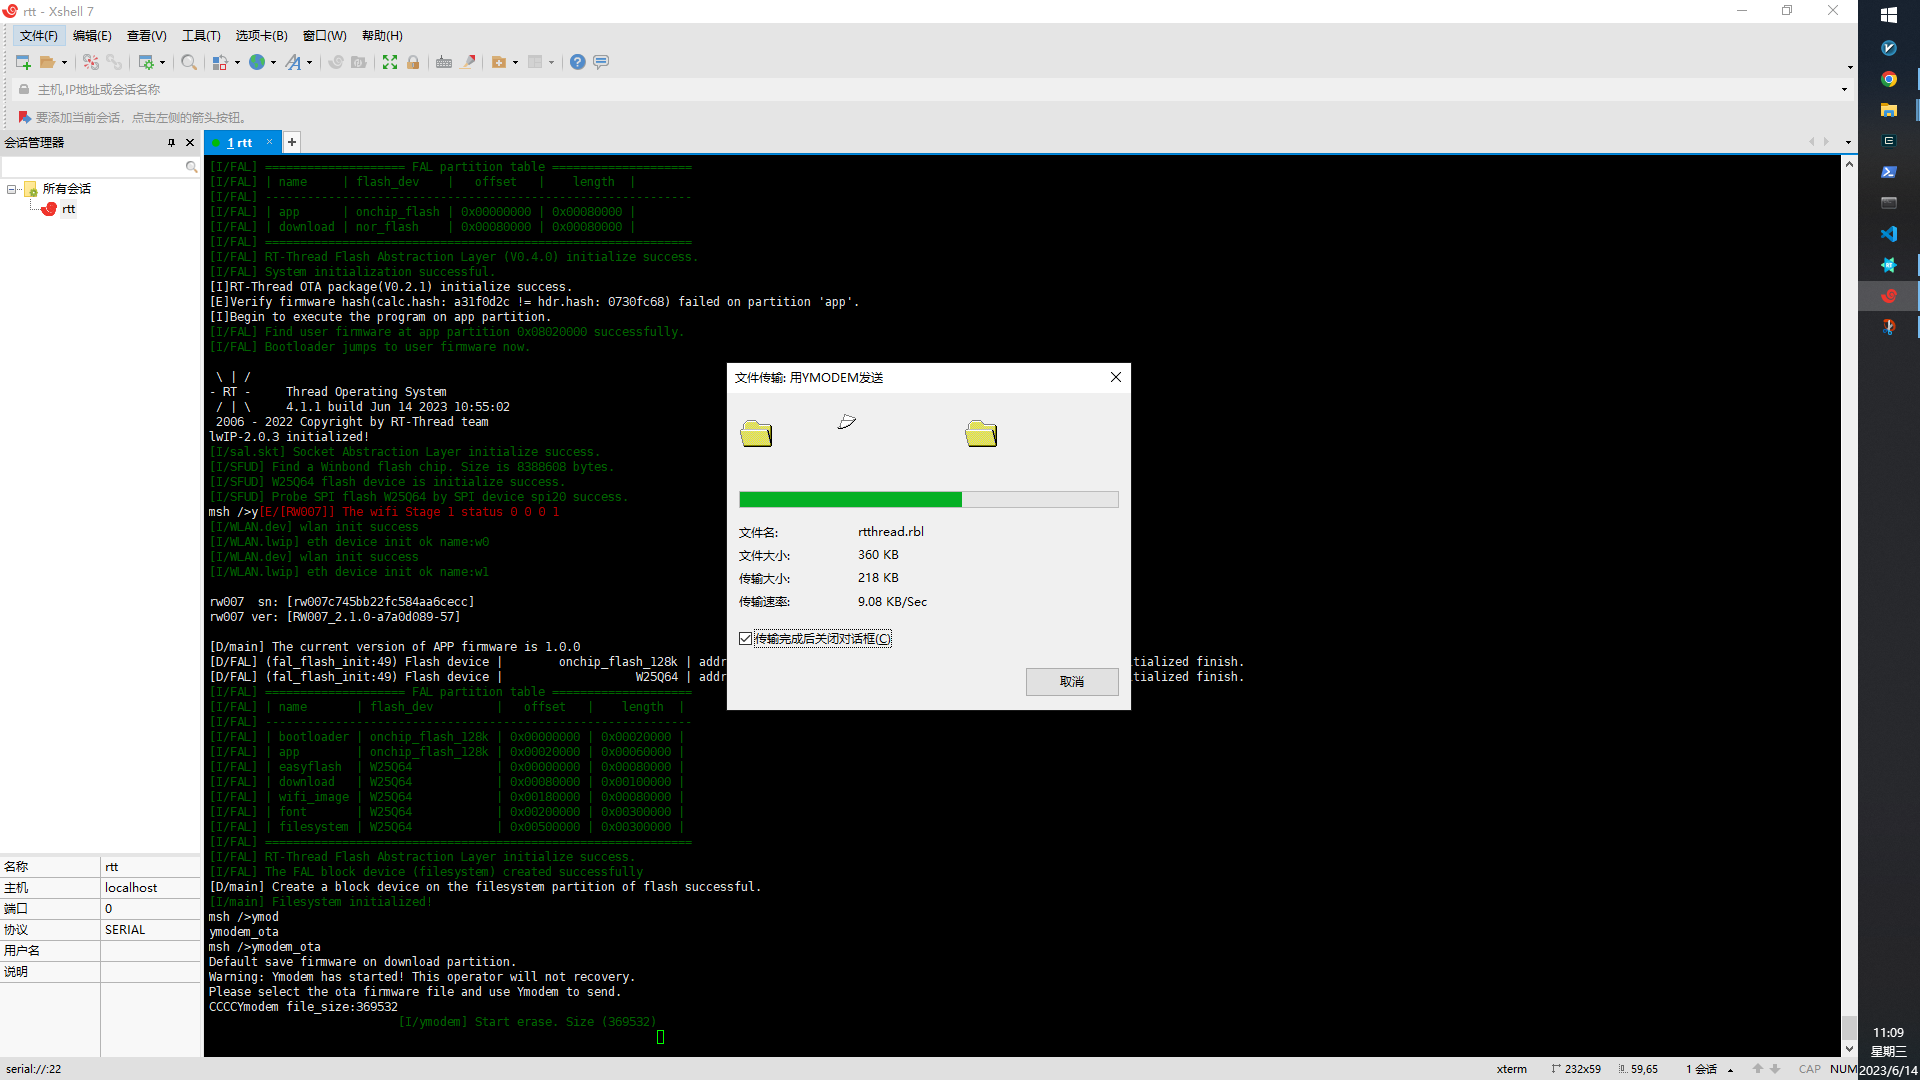 rtt - Xshell 7
文件(F) 编辑(E) 查看(V) 工具(T) 选项卡(B) 窗口(W) 帮助(H)
主机,IP地址或会话名称
要添加当前会话，点击左侧的箭头按钮。
会话管理器
1 rtt
所有会话
rtt
[I/FAL] ==================== FAL partition table ====================
[I/FAL] | name     | flash_dev    |   offset   |    length  |
[I/FAL] -------------------------------------------------------------
[I/FAL] | app      | onchip_flash | 0x00000000 | 0x00080000 |
[I/FAL] | download | nor_flash    | 0x00080000 | 0x00080000 |
[I/FAL] =============================================================
[I/FAL] RT-Thread Flash Abstraction Layer (V0.4.0) initialize success.
[I/FAL] System initialization successful.
[I]RT-Thread OTA package(V0.2.1) initialize success.
[E]Verify firmware hash(calc.hash: a31f0d2c != hdr.hash: 0730fc68) failed on partition 'app'.
[I]Begin to execute the program on app partition.
[I/FAL] Find user firmware at app partition 0x08020000 successfully.
[I/FAL] Bootloader jumps to user firmware now.
 \ | /
- RT -     Thread Operating System
 / | \     4.1.1 build Jun 14 2023 10:55:02
 2006 - 2022 Copyright by RT-Thread team
lwIP-2.0.3 initialized!
[I/sal.skt] Socket Abstraction Layer initialize success.
[I/SFUD] Find a Winbond flash chip. Size is 8388608 bytes.
[I/SFUD] W25Q64 flash device is initialize success.
[I/SFUD] Probe SPI flash W25Q64 by SPI device spi20 success.
msh />y[E/[RW007]] The wifi Stage 1 status 0 0 0 1
[I/WLAN.dev] wlan init success
[I/WLAN.lwip] eth device init ok name:w0
[I/WLAN.dev] wlan init success
[I/WLAN.lwip] eth device init ok name:w1
rw007  sn: [rw007c745bb22fc584aa6cecc]
rw007 ver: [RW007_2.1.0-a7a0d089-57]
[D/main] The current version of APP firmware is 1.0.0
[D/FAL] (fal_flash_init:49) Flash device |        onchip_flash_128k | addr tialized finish.
[D/FAL] (fal_flash_init:49) Flash device |                   W25Q64 | addr tialized finish.
[I/FAL] ==================== FAL partition table ====================
[I/FAL] | name       | flash_dev         |   offset   |    length  |
[I/FAL] -------------------------------------------------------------
[I/FAL] | bootloader | onchip_flash_128k | 0x00000000 | 0x00020000 |
[I/FAL] | app        | onchip_flash_128k | 0x00020000 | 0x00060000 |
[I/FAL] | easyflash  | W25Q64            | 0x00000000 | 0x00080000 |
[I/FAL] | download   | W25Q64            | 0x00080000 | 0x00100000 |
[I/FAL] | wifi_image | W25Q64            | 0x00180000 | 0x00080000 |
[I/FAL] | font       | W25Q64            | 0x00200000 | 0x00300000 |
[I/FAL] | filesystem | W25Q64            | 0x00500000 | 0x00300000 |
[I/FAL] =============================================================
[I/FAL] RT-Thread Flash Abstraction Layer initialize success.
[I/FAL] The FAL block device (filesystem) created successfully
[D/main] Create a block device on the filesystem partition of flash successful.
[I/main] Filesystem initialized!
msh />ymod
ymodem_ota
msh />ymodem_ota
Default save firmware on download partition.
Warning: Ymodem has started! This operator will not recovery.
Please select the ota firmware file and use Ymodem to send.
CCCCYmodem file_size:369532
[I/ymodem] Start erase. Size (369532)
文件传输: 用YMODEM发送
文件名: rtthread.rbl
文件大小: 360 KB
传输大小: 218 KB
传输速率: 9.08 KB/Sec
传输完成后关闭对话框(C)
取消
名称 rtt
主机 localhost
端口 0
协议 SERIAL
用户名
说明
serial://:22 xterm 232x59 59,65 1 会话 CAP NUM
11:09
星期三
2023/6/14